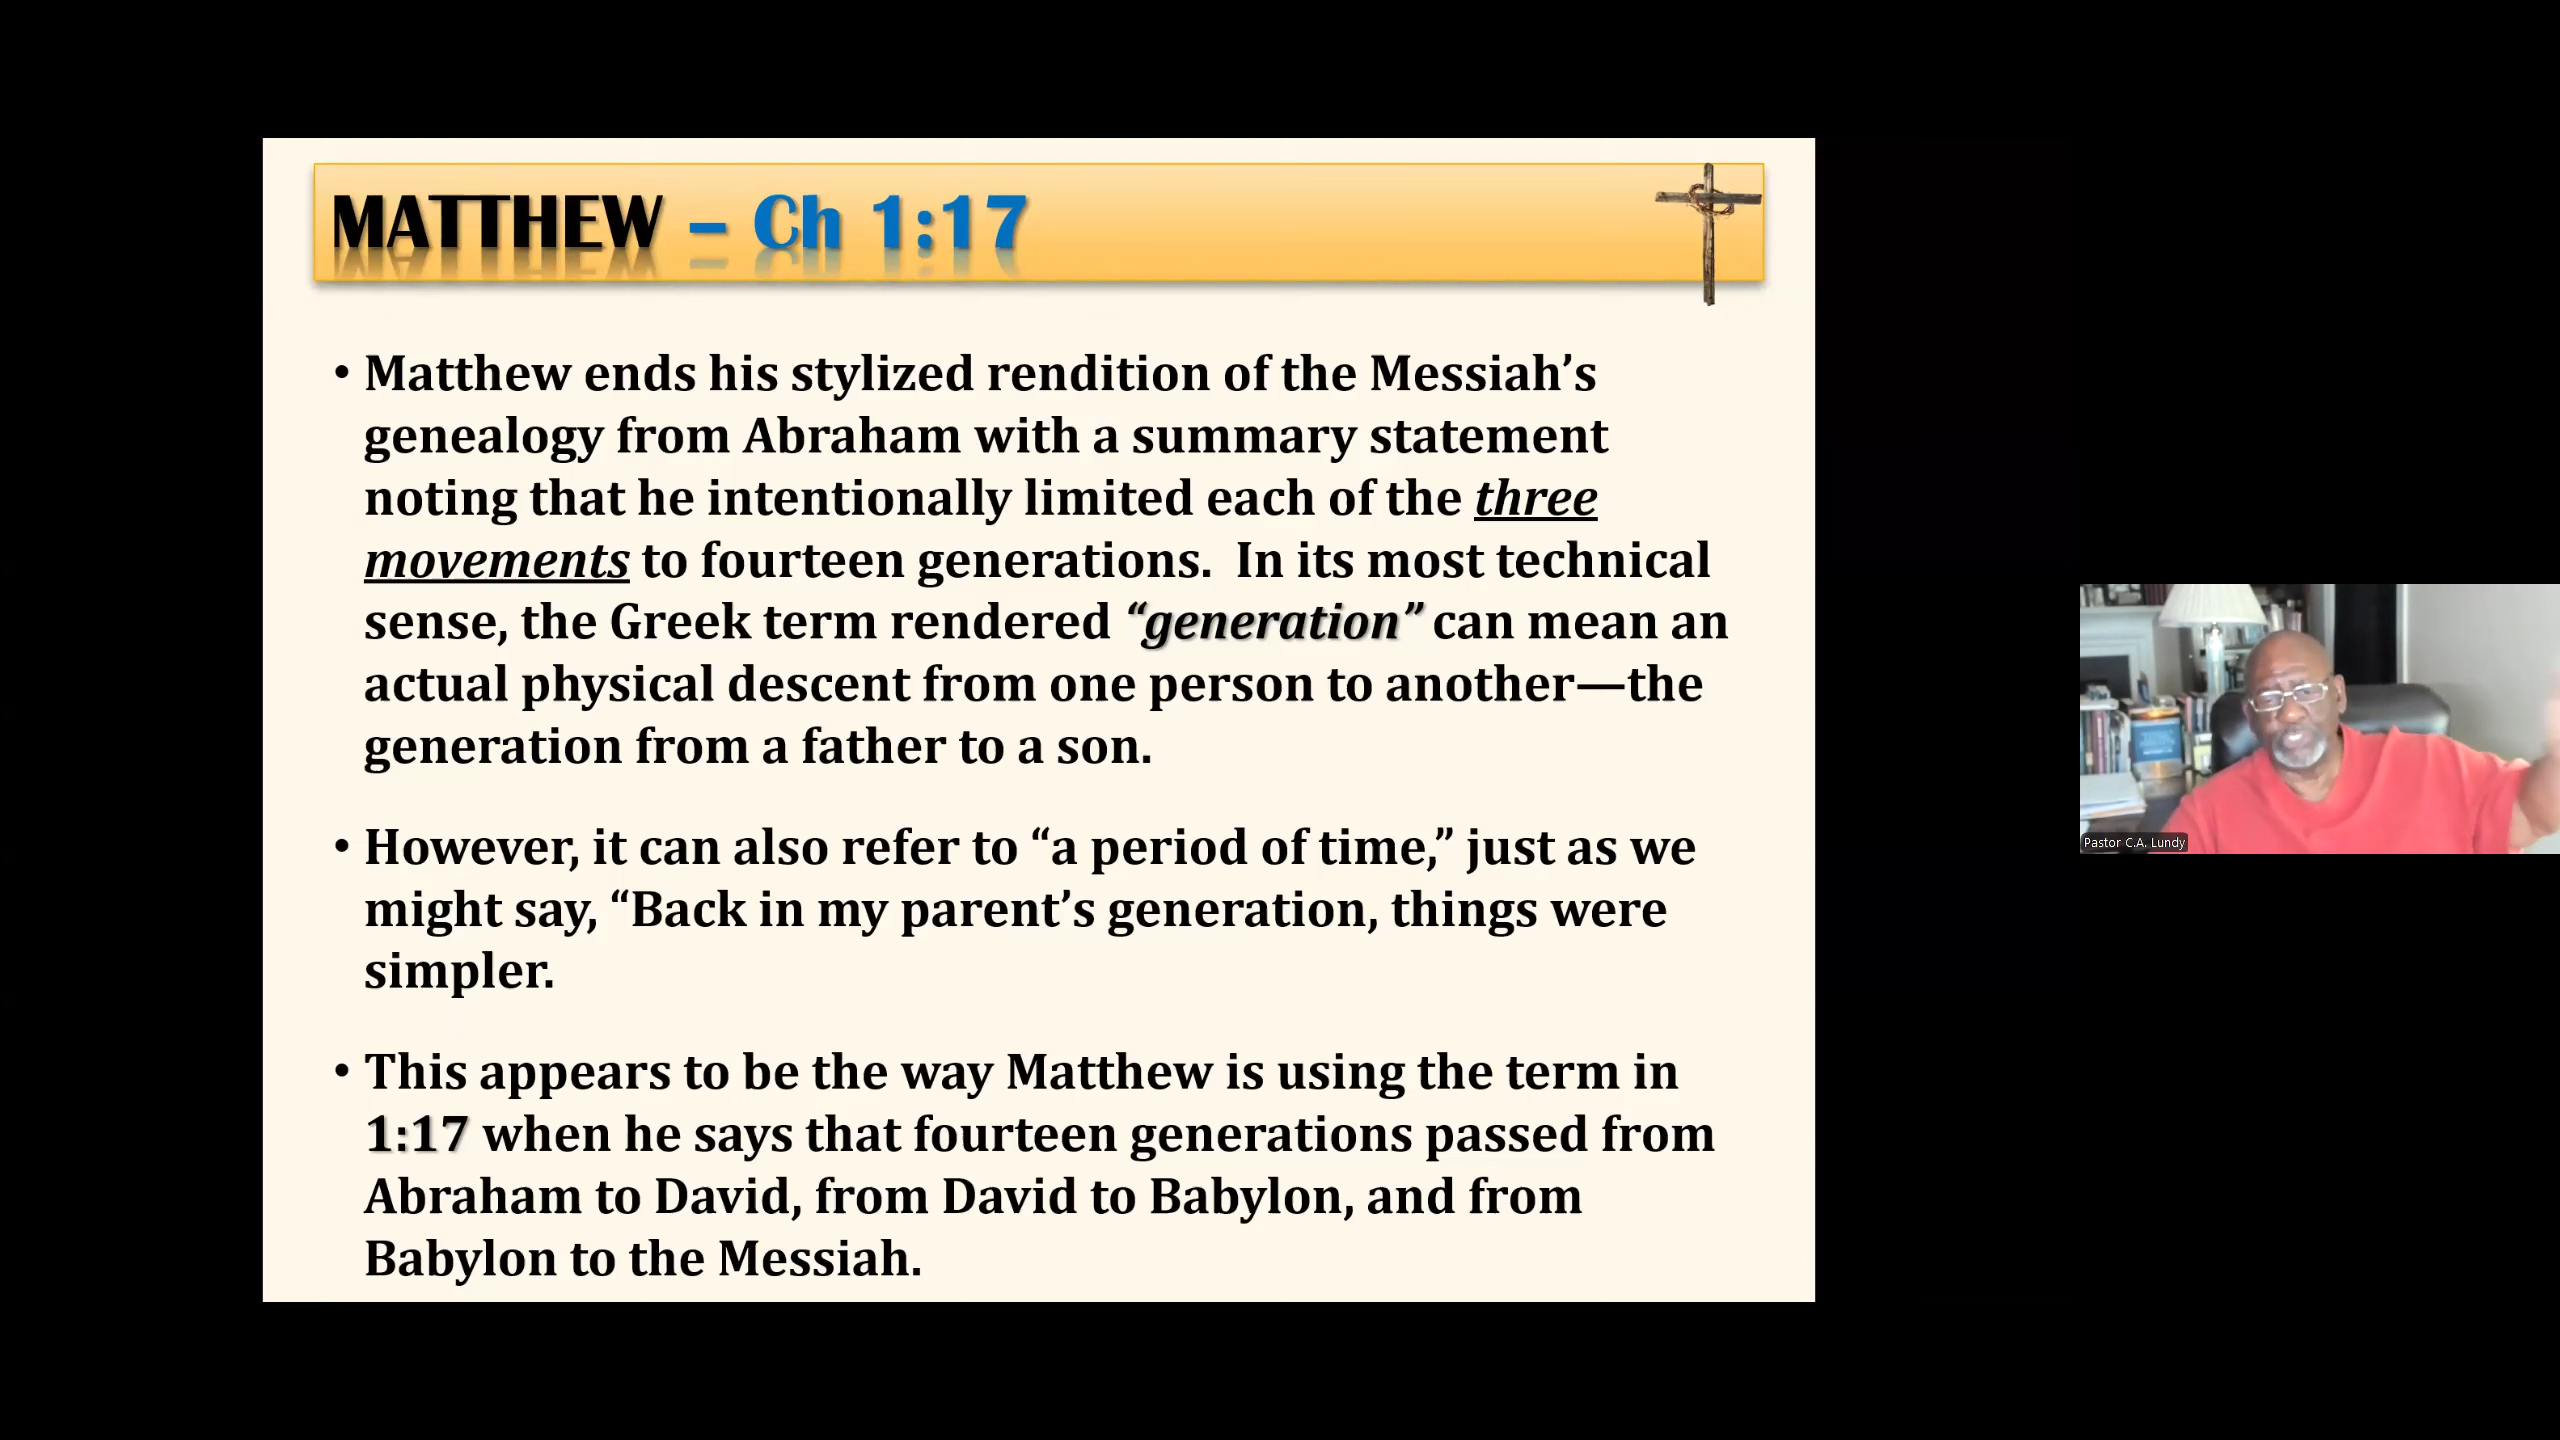 MATTHEW – Ch 1:17
• Matthew ends his stylized rendition of the Messiah’s
genealogy from Abraham with a summary statement
noting that he intentionally limited each of the three
movements to fourteen generations.  In its most technical
sense, the Greek term rendered “generation” can mean an
actual physical descent from one person to another—the
generation from a father to a son.
• However, it can also refer to “a period of time,” just as we
might say, “Back in my parent’s generation, things were
simpler.
• This appears to be the way Matthew is using the term in
1:17 when he says that fourteen generations passed from
Abraham to David, from David to Babylon, and from
Babylon to the Messiah.
Pastor C.A. Lundy